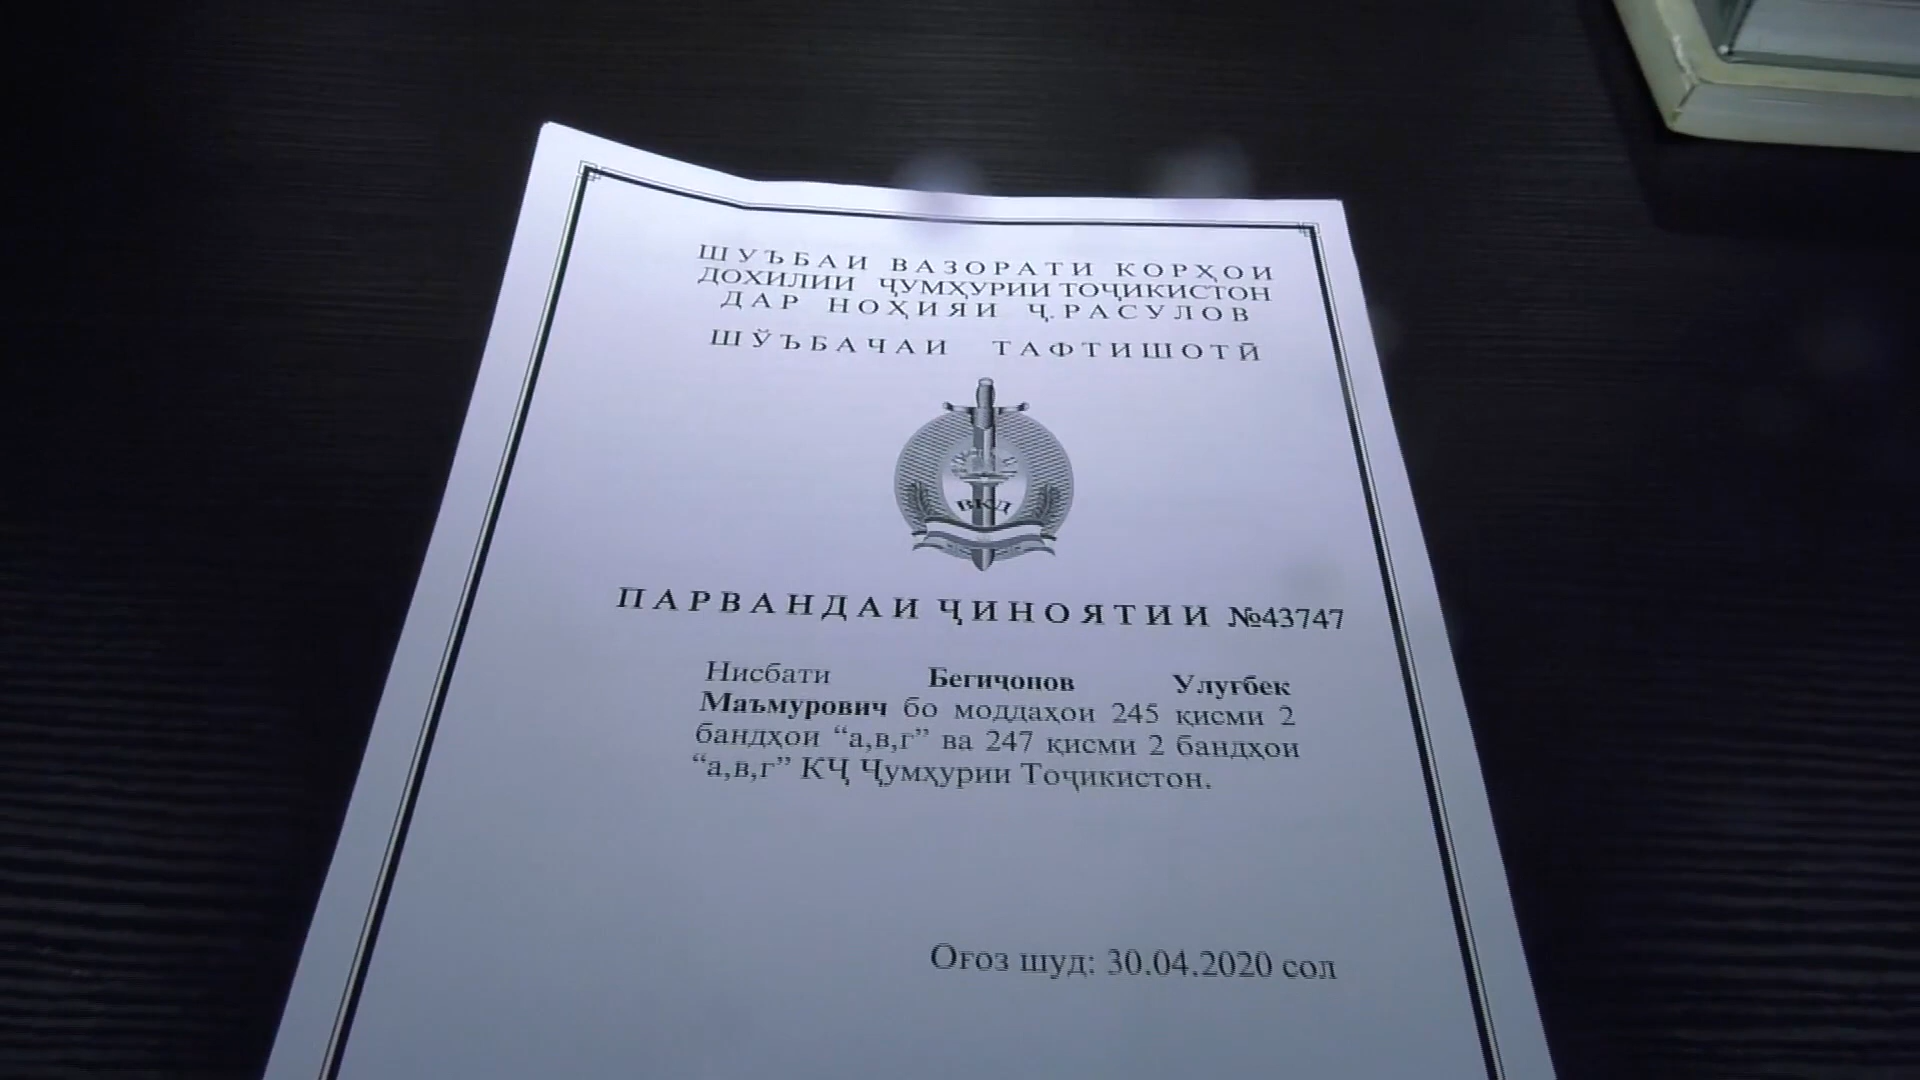 ШУЪБАИ ВАЗОРАТИ КОРҲОИ
ДОХИЛИИ ҶУМҲУРИИ ТОҶИКИСТОН
ДАР НОҲИЯИ Ҷ.РАСУЛОВ
ШӮЪБАЧАИ ТАФТИШОТӢ
ВКД
ПАРВАНДАИ ҶИНОЯТИИ №43747
Нисбати Бегиҷонов Улуғбек
Маъмурович бо моддаҳои 245 қисми 2
бандҳои “а,в,г” ва 247 қисми 2 бандҳои
“а,в,г” КҶ Ҷумҳурии Тоҷикистон.
Оғоз шуд: 30.04.2020 сол